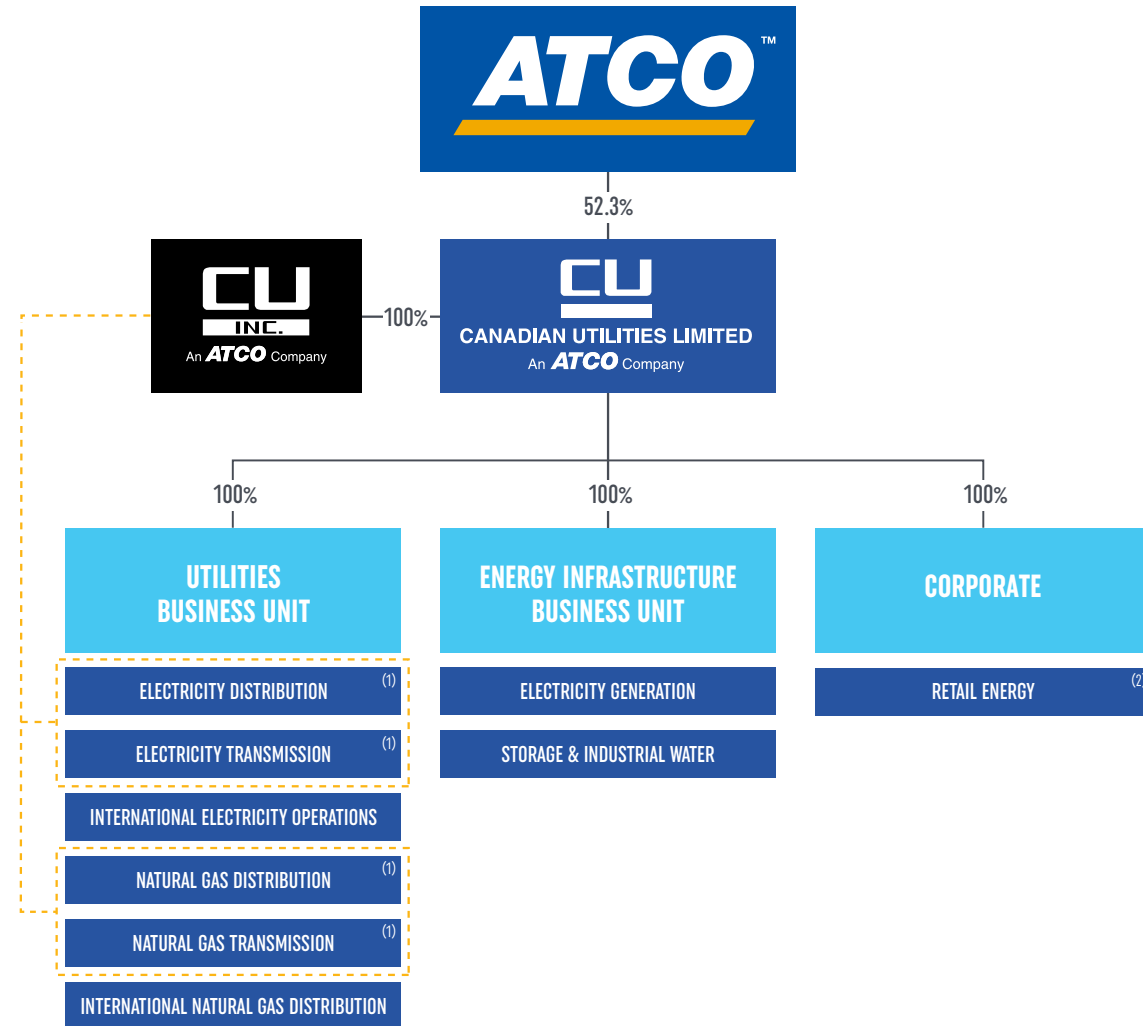 ATCO™
52.3%
CU
INC.
An ATCO Company
100%
CU
CANADIAN UTILITIES LIMITED
An ATCO Company
100%
100%
100%
UTILITIES
BUSINESS UNIT
ENERGY INFRASTRUCTURE
BUSINESS UNIT
CORPORATE
ELECTRICITY DISTRIBUTION (1)
ELECTRICITY GENERATION
RETAIL ENERGY (2)
ELECTRICITY TRANSMISSION (1)
STORAGE & INDUSTRIAL WATER
INTERNATIONAL ELECTRICITY OPERATIONS
NATURAL GAS DISTRIBUTION (1)
NATURAL GAS TRANSMISSION (1)
INTERNATIONAL NATURAL GAS DISTRIBUTION